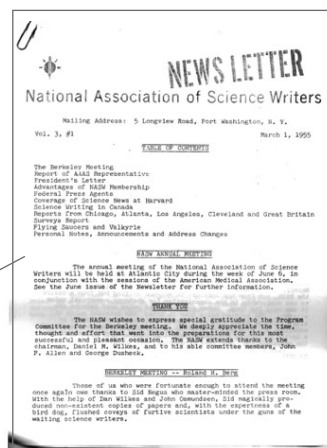 NEWS LETTER
National Association of Science Writers
Mailing Address: 5 Longview Road, Port Washington, N. Y.
Vol. 3, #1 March 1, 1955
TABLE OF CONTENTS
The Berkeley Meeting
Report of AAAS Representative
President's Letter
Advantages of NASW Membership
Federal Press Agents
Coverage of Science News at Harvard
Science Writing in Canada
Reports from Chicago, Atlanta, Los Angeles, Cleveland and Great Britain
Surveys Report
Flying Saucers and Valkyrie
Personal Notes, Announcements and Address Changes
NASW ANNUAL MEETING
The annual meeting of the National Association of Science
Writers will be held at Atlantic City during the week of June 6, in
conjunction with the sessions of the American Medical Association.
See the June issue of the Newsletter for further information.
THANK YOU
The NASW wishes to express special gratitude to the Program
Committee for the Berkeley meeting. We deeply appreciate the time,
thought and effort that went into the preparations for this most
successful and pleasant occasion. The NASW extends thanks to the
chairman, Daniel M. Wilkes, and to his able committee members, John
F. Allen and George Dusheck.
BERKELEY MEETING -- Roland H. Berg
Those of us who were fortunate enough to attend the meeting
once again owe thanks to Sid Negus who master-minded the press room.
With the help of Dan Wilkes and John Osmundsen, Sid magically pro-
duced non-existent copies of papers and, with the expertness of a
bird dog, flushed coveys of furtive scientists under the guns of the
waiting science writers.